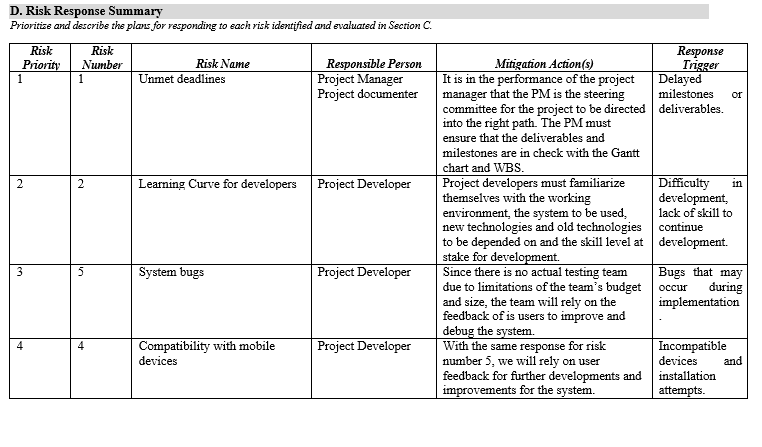 D. Risk Response Summary
Prioritize and describe the plans for responding to each risk identified and evaluated in Section C.
Risk Priority Risk Number Risk Name Responsible Person Mitigation Action(s) Response Trigger
1
1
Unmet deadlines
Project Manager
Project documenter
It is in the performance of the project
manager that the PM is the steering
committee for the project to be directed
into the right path. The PM must
ensure that the deliverables and
milestones are in check with the Gantt
chart and WBS.
Delayed
milestones or
deliverables.
2
2
Learning Curve for developers
Project Developer
Project developers must familiarize
themselves with the working
environment, the system to be used,
new technologies and old technologies
to be depended on and the skill level at
stake for development.
Difficulty in
development,
lack of skill to
continue
development.
3
5
System bugs
Project Developer
Since there is no actual testing team
due to limitations of the team's budget
and size, the team will rely on the
feedback of is users to improve and
debug the system.
Bugs that may
occur during
implementation
.
4
4
Compatibility with mobile
devices
Project Developer
With the same response for risk
number 5, we will rely on user
feedback for further developments and
improvements for the system.
Incompatible
devices and
installation
attempts.